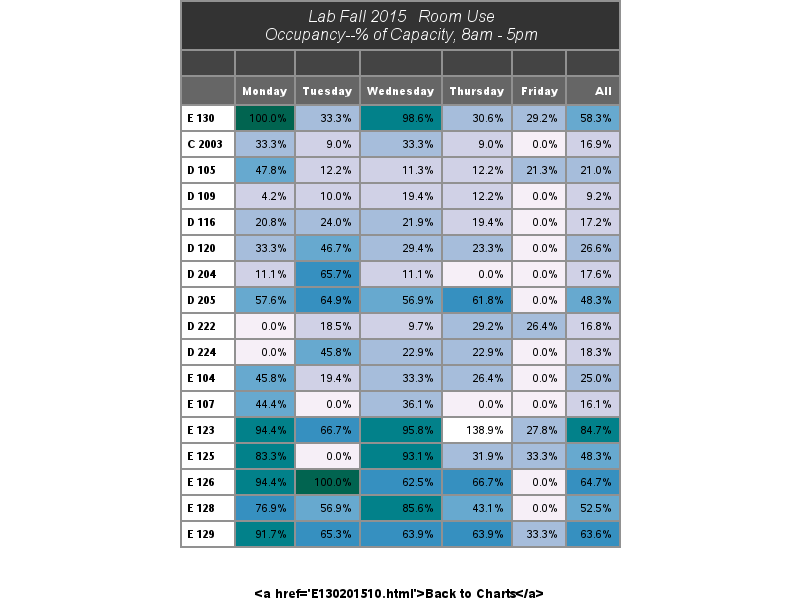 Lab Fall 2015 Room Use
Occupancy--% of Capacity, 8am - 5pm
Monday Tuesday Wednesday Thursday Friday All
E 130 100.0% 33.3% 98.6% 30.6% 29.2% 58.3%
C 2003 33.3% 9.0% 33.3% 9.0% 0.0% 16.9%
D 105 47.8% 12.2% 11.3% 12.2% 21.3% 21.0%
D 109 4.2% 10.0% 19.4% 12.2% 0.0% 9.2%
D 116 20.8% 24.0% 21.9% 19.4% 0.0% 17.2%
D 120 33.3% 46.7% 29.4% 23.3% 0.0% 26.6%
D 204 11.1% 65.7% 11.1% 0.0% 0.0% 17.6%
D 205 57.6% 64.9% 56.9% 61.8% 0.0% 48.3%
D 222 0.0% 18.5% 9.7% 29.2% 26.4% 16.8%
D 224 0.0% 45.8% 22.9% 22.9% 0.0% 18.3%
E 104 45.8% 19.4% 33.3% 26.4% 0.0% 25.0%
E 107 44.4% 0.0% 36.1% 0.0% 0.0% 16.1%
E 123 94.4% 66.7% 95.8% 138.9% 27.8% 84.7%
E 125 83.3% 0.0% 93.1% 31.9% 33.3% 48.3%
E 126 94.4% 100.0% 62.5% 66.7% 0.0% 64.7%
E 128 76.9% 56.9% 85.6% 43.1% 0.0% 52.5%
E 129 91.7% 65.3% 63.9% 63.9% 33.3% 63.6%
<a href='E130201510.html'>Back to Charts</a>